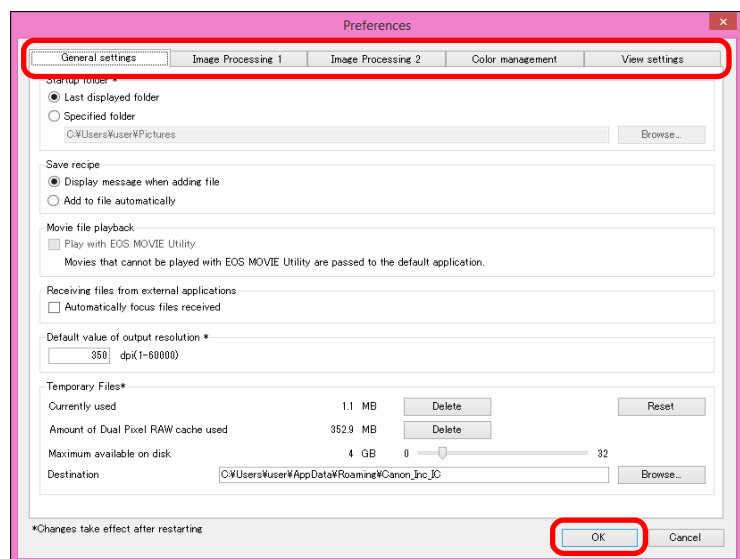 Preferences
×
General settings Image Processing 1 Image Processing 2 Color management View settings
Startup folder *
Last displayed folder
Specified folder
C:¥Users¥user¥Pictures Browse...
Save recipe
Display message when adding file
Add to file automatically
Movie file playback
Play with EOS MOVIE Utility
Movies that cannot be played with EOS MOVIE Utility are passed to the default application.
Receiving files from external applications
Automatically focus files received
Default value of output resolution *
350 dpi(1-60000)
Temporary Files*
Currently used 1.1 MB Delete Reset
Amount of Dual Pixel RAW cache used 352.9 MB Delete
Maximum available on disk 4 GB 0 32
Destination C:¥Users¥user¥AppData¥Roaming¥Canon_Inc_IC Browse...
*Changes take effect after restarting
OK Cancel